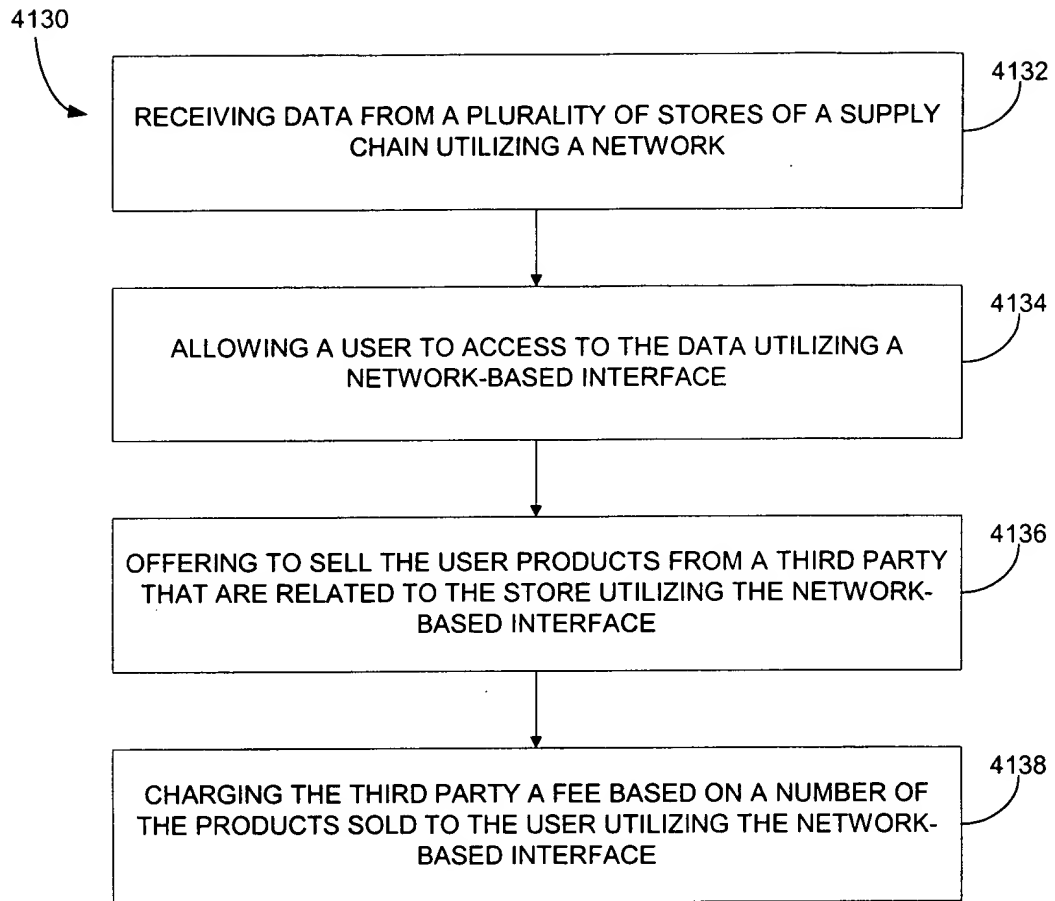 4130
4132
RECEIVING DATA FROM A PLURALITY OF STORES OF A SUPPLY
CHAIN UTILIZING A NETWORK
4134
ALLOWING A USER TO ACCESS TO THE DATA UTILIZING A
NETWORK-BASED INTERFACE
4136
OFFERING TO SELL THE USER PRODUCTS FROM A THIRD PARTY
THAT ARE RELATED TO THE STORE UTILIZING THE NETWORK-
BASED INTERFACE
4138
CHARGING THE THIRD PARTY A FEE BASED ON A NUMBER OF
THE PRODUCTS SOLD TO THE USER UTILIZING THE NETWORK-
BASED INTERFACE